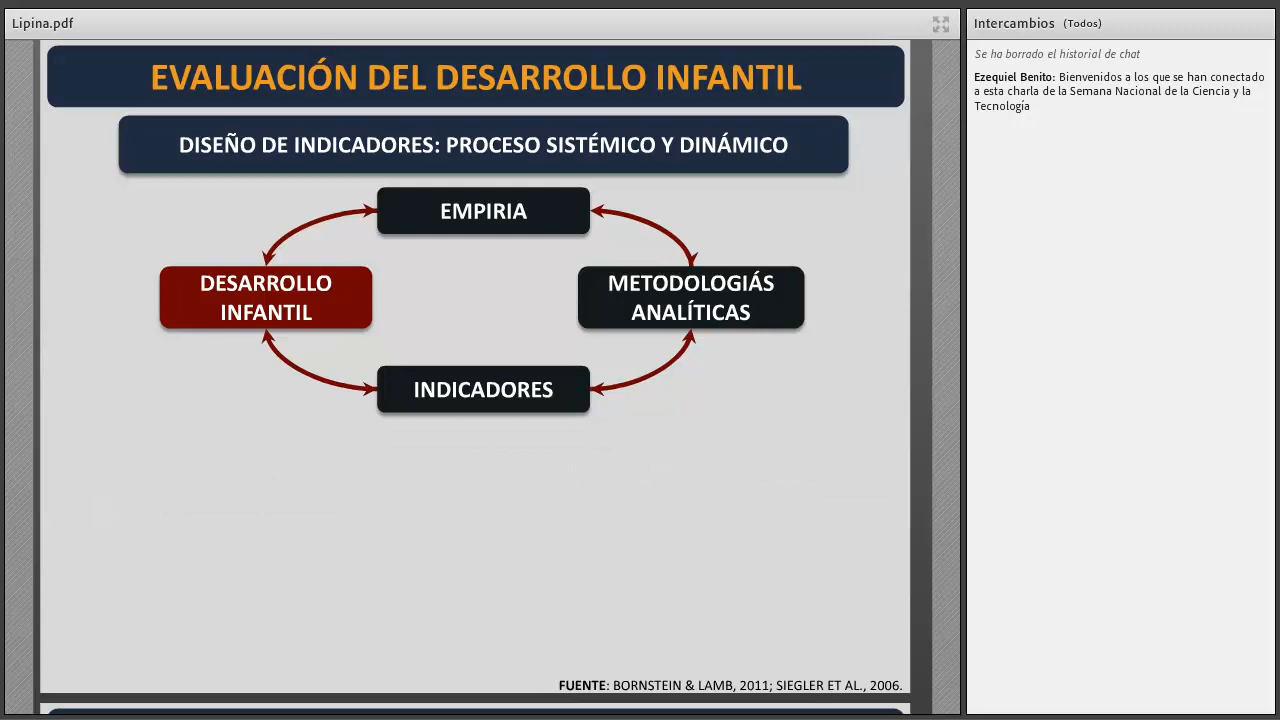 Lipina.pdf
EVALUACIÓN DEL DESARROLLO INFANTIL
DISEÑO DE INDICADORES: PROCESO SISTÉMICO Y DINÁMICO
EMPIRIA
DESARROLLO
INFANTIL
METODOLOGIÁS
ANALÍTICAS
INDICADORES
FUENTE: BORNSTEIN & LAMB, 2011; SIEGLER ET AL., 2006.
Intercambios (Todos)
Se ha borrado el historial de chat
Ezequiel Benito: Bienvenidos a los que se han conectado
a esta charla de la Semana Nacional de la Ciencia y la
Tecnología